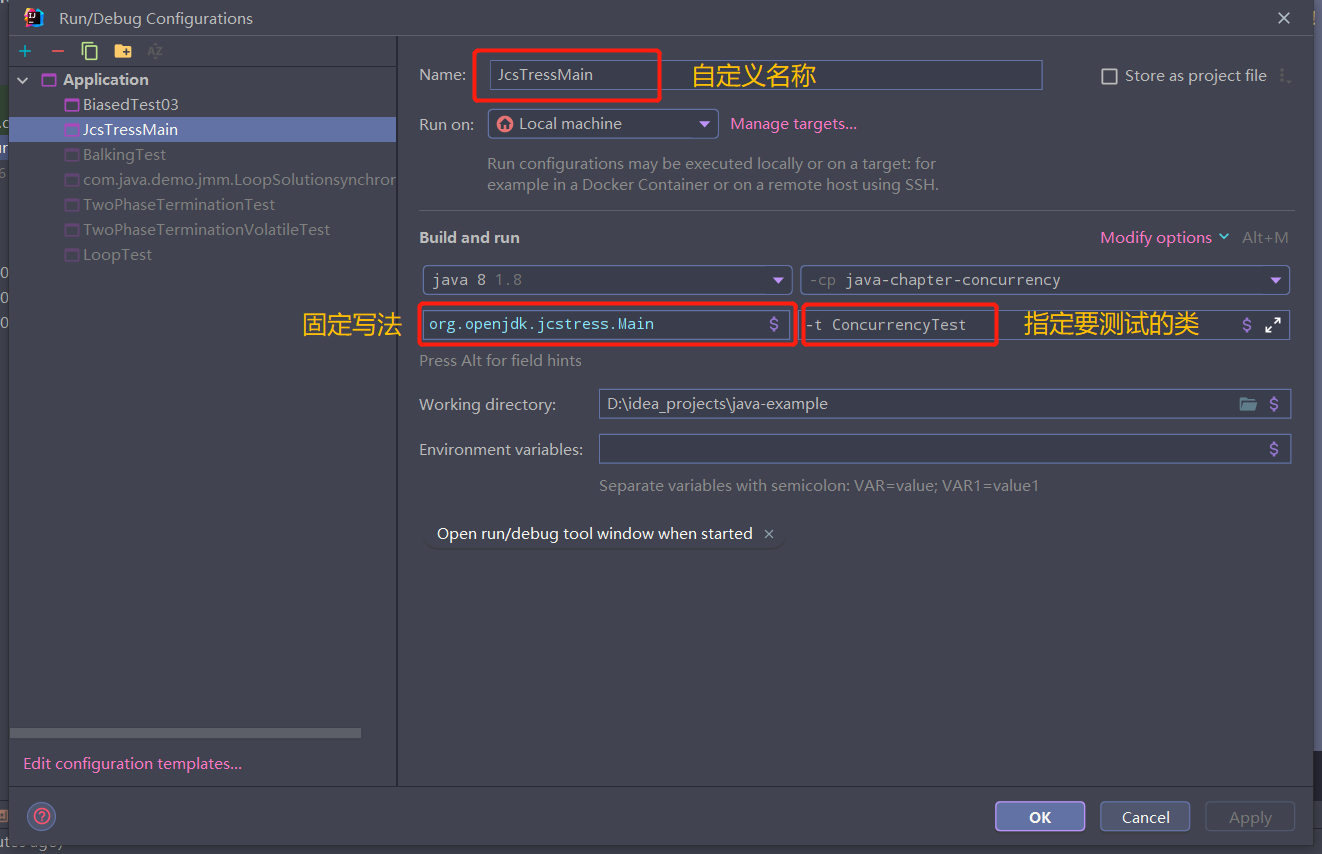 Run/Debug Configurations
Application
BiasedTest03
JcsTressMain
BalkingTest
com.java.demo.jmm.LoopSolutionsynchror
TwoPhaseTerminationTest
TwoPhaseTerminationVolatileTest
LoopTest
Edit configuration templates...
Name: JcsTressMain 自定义名称 Store as project file
Run on: Local machine Manage targets...
Run configurations may be executed locally or on a target: for
example in a Docker Container or on a remote host using SSH.
Build and run Modify options Alt+M
java 8 1.8 -cp java-chapter-concurrency
固定写法 org.openjdk.jcstress.Main $ -t ConcurrencyTest 指定要测试的类 $
Press Alt for field hints
Working directory: D:\idea_projects\java-example $
Environment variables: $
Separate variables with semicolon: VAR=value; VAR1=value1
Open run/debug tool window when started ×
OK Cancel Apply